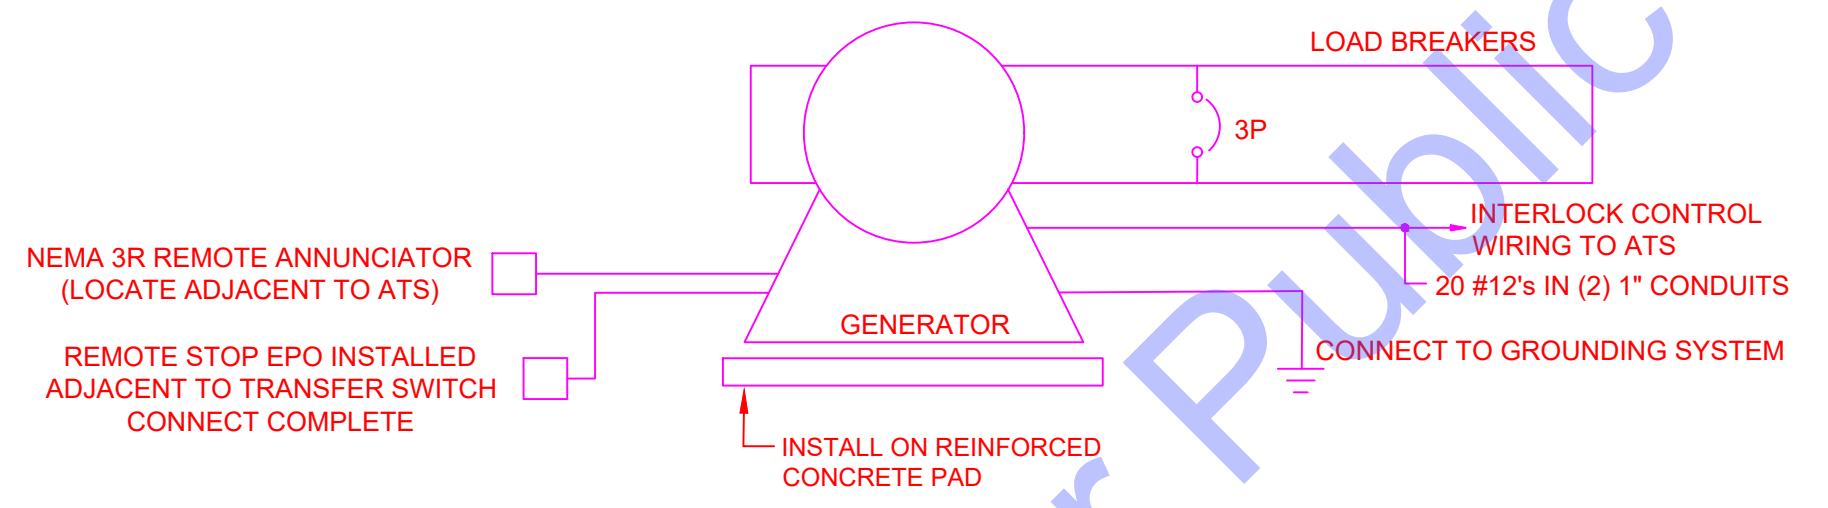 LOAD BREAKERS
3P
INTERLOCK CONTROL
WIRING TO ATS
20 #12's IN (2) 1" CONDUITS
NEMA 3R REMOTE ANNUNCIATOR
(LOCATE ADJACENT TO ATS)
GENERATOR
CONNECT TO GROUNDING SYSTEM
REMOTE STOP EPO INSTALLED
ADJACENT TO TRANSFER SWITCH
CONNECT COMPLETE
INSTALL ON REINFORCED
CONCRETE PAD
r Public